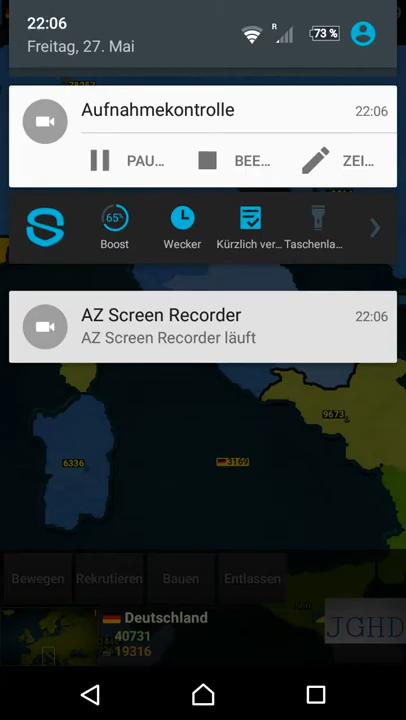 22:06
Freitag, 27. Mai
R
73 %
Aufnahmekontrolle
22:06
PAU…
BEE…
ZEI…
65%
Boost
Wecker
Kürzlich ver…
Taschenla…
AZ Screen Recorder
22:06
AZ Screen Recorder läuft
9673
6336
3169
Bewegen
Rekrutieren
Bauen
Entlassen
Deutschland
40731
19316
JGHD